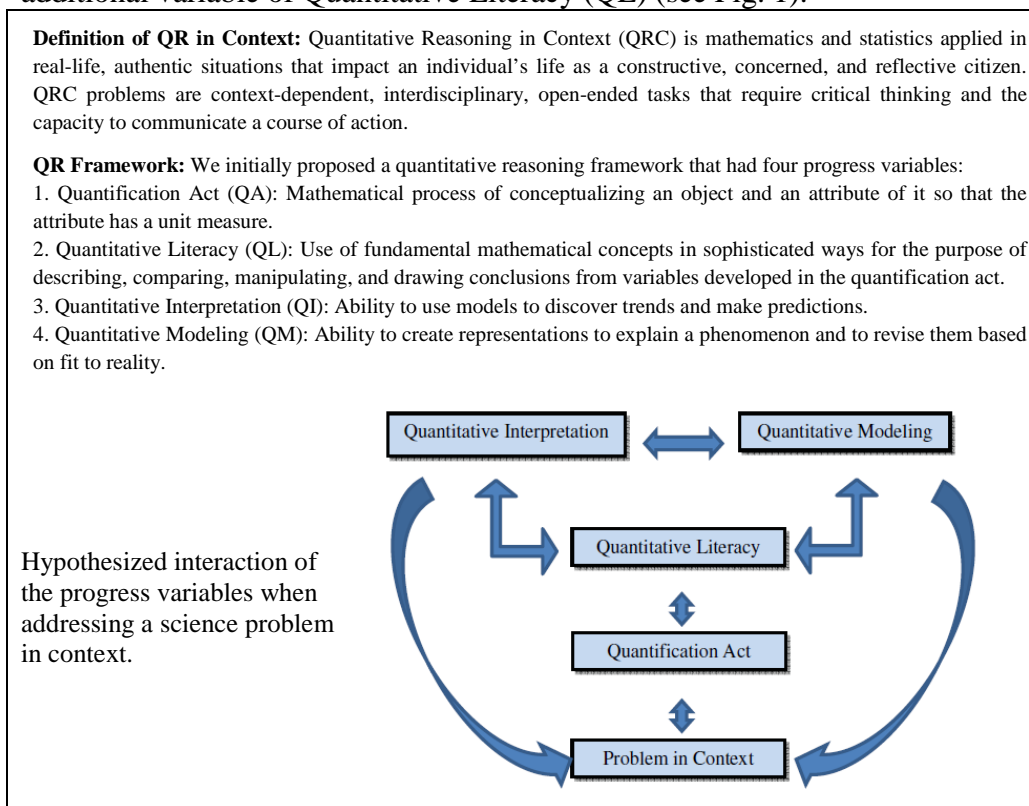 additional variable of Quantitative Literacy (QL) (see Fig. 1).
Definition of QR in Context: Quantitative Reasoning in Context (QRC) is mathematics and statistics applied in
real-life, authentic situations that impact an individual's life as a constructive, concerned, and reflective citizen.
QRC problems are context-dependent, interdisciplinary, open-ended tasks that require critical thinking and the
capacity to communicate a course of action.
QR Framework: We initially proposed a quantitative reasoning framework that had four progress variables:
1. Quantification Act (QA): Mathematical process of conceptualizing an object and an attribute of it so that the
attribute has a unit measure.
2. Quantitative Literacy (QL): Use of fundamental mathematical concepts in sophisticated ways for the purpose of
describing, comparing, manipulating, and drawing conclusions from variables developed in the quantification act.
3. Quantitative Interpretation (QI): Ability to use models to discover trends and make predictions.
4. Quantitative Modeling (QM): Ability to create representations to explain a phenomenon and to revise them based
on fit to reality.
Quantitative Interpretation
Quantitative Modeling
Quantitative Literacy
Quantification Act
Problem in Context
Hypothesized interaction of
the progress variables when
addressing a science problem
in context.